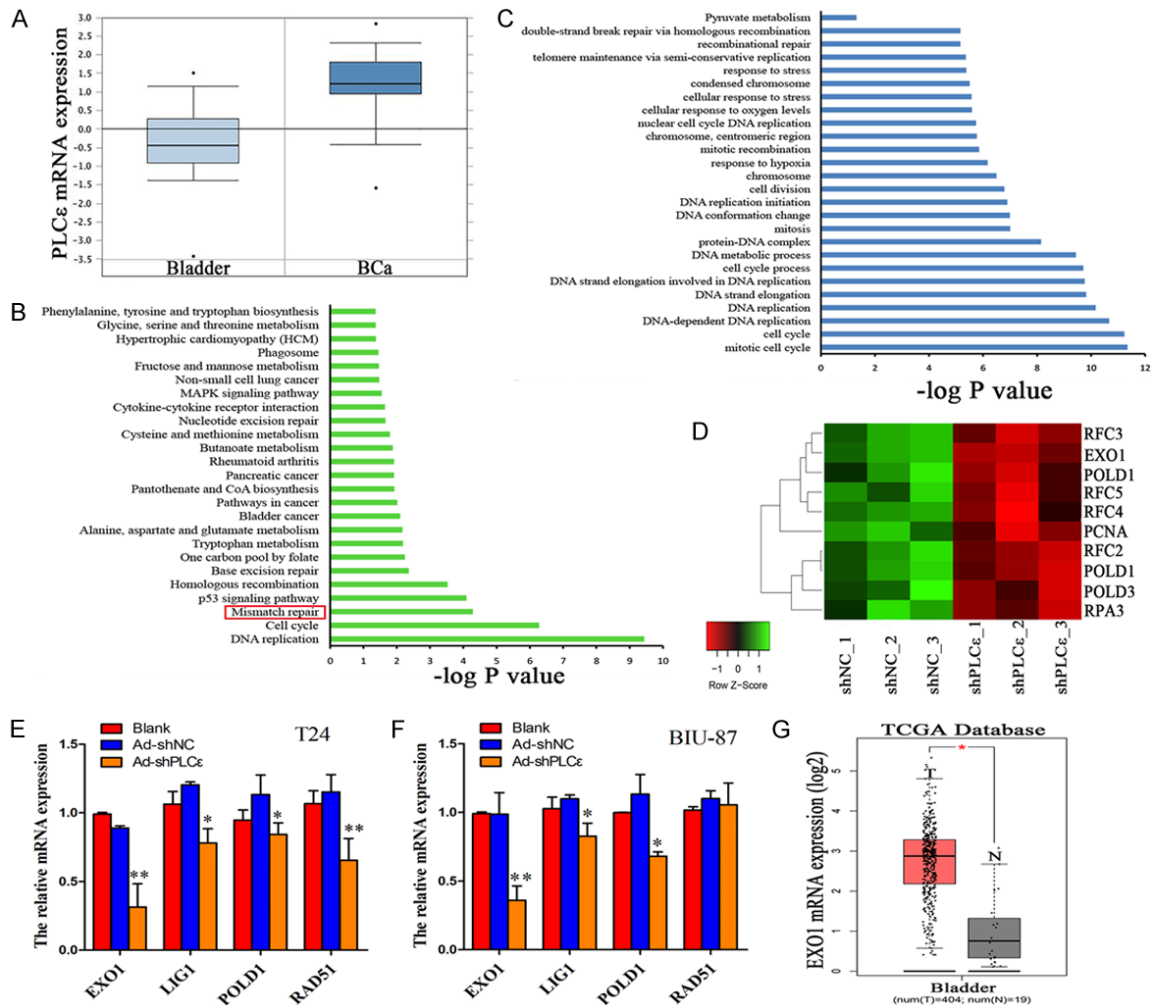 A
PLCε mRNA expression
3.0
2.5
2.0
1.5
1.0
0.5
0.0
-0.5
-1.0
-1.5
-2.0
-2.5
-3.0
-3.5
Bladder
BCa
B
Phenylalanine, tyrosine and tryptophan biosynthesis
Glycine, serine and threonine metabolism
Hypertrophic cardiomyopathy (HCM)
Phagosome
Fructose and mannose metabolism
Non-small cell lung cancer
MAPK signaling pathway
Cytokine-cytokine receptor interaction
Nucleotide excision repair
Cysteine and methionine metabolism
Butanoate metabolism
Rheumatoid arthritis
Pancreatic cancer
Pantothenate and CoA biosynthesis
Pathways in cancer
Bladder cancer
Alanine, aspartate and glutamate metabolism
Tryptophan metabolism
One carbon pool by folate
Base excision repair
Homologous recombination
p53 signaling pathway
Mismatch repair
Cell cycle
DNA replication
0 1 2 3 4 5 6 7 8 9 10
-log P value
C
Pyruvate metabolism
double-strand break repair via homologous recombination
recombinational repair
telomere maintenance via semi-conservative replication
response to stress
condensed chromosome
cellular response to stress
cellular response to oxygen levels
nuclear cell cycle DNA replication
chromosome, centromeric region
mitotic recombination
response to hypoxia
chromosome
cell division
DNA replication initiation
DNA conformation change
mitosis
protein-DNA complex
DNA metabolic process
cell cycle process
DNA strand elongation involved in DNA replication
DNA strand elongation
DNA replication
DNA-dependent DNA replication
cell cycle
mitotic cell cycle
0 2 4 6 8 10 12
-log P value
D
RFC3
EXO1
POLD1
RFC5
RFC4
PCNA
RFC2
POLD1
POLD3
RPA3
−1 0 1
Row Z−Score
shNC_1
shNC_2
shNC_3
shPLCε_1
shPLCε_2
shPLCε_3
E
Blank
Ad-shNC
Ad-shPLCε
T24
The relative mRNA expression
1.5
1.0
0.5
0.0
**
*
*
**
EXO1
LIG1
POLD1
RAD51
F
Blank
Ad-shNC
Ad-shPLCε
BIU-87
The relative mRNA expression
1.5
1.0
0.5
0.0
**
*
*
EXO1
LIG1
POLD1
RAD51
G
TCGA Database
*
EXO1 mRNA expression (log2)
5
4
3
2
1
0
T
N
Bladder
(num(T)=404; num(N)=19)